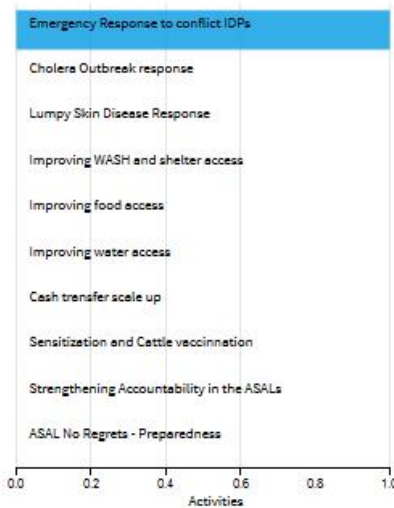 Emergency Response to conflict IDPs
Cholera Outbreak response
Lumpy Skin Disease Response
Improving WASH and shelter access
Improving food access
Improving water access
Cash transfer scale up
Sensitization and Cattle vaccinnation
Strengthening Accountability in the ASALs
ASAL No Regrets - Preparedness
0.0 0.2 0.4 0.6 0.8 1.0
Activities